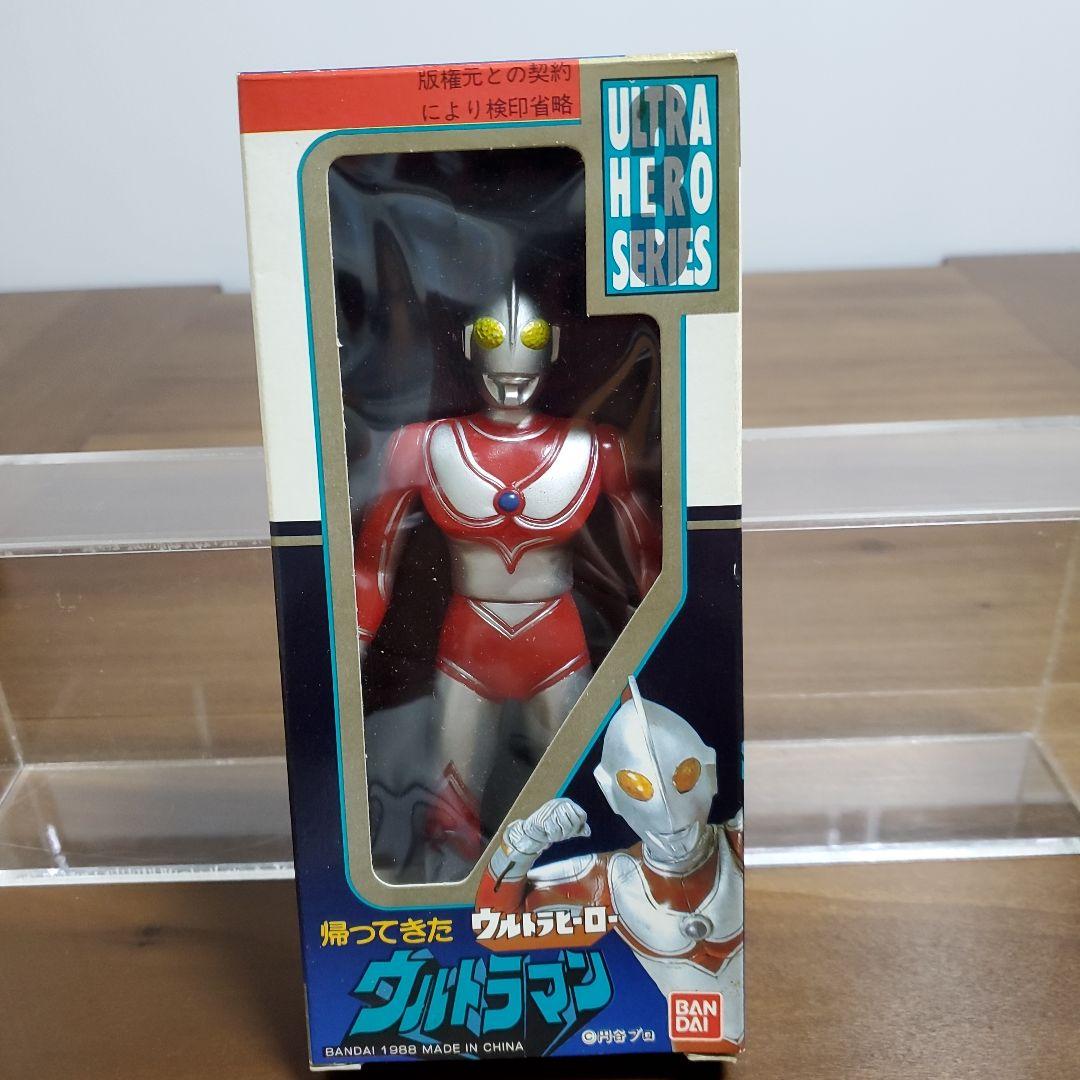 版権元との契約
により検印省略
ULTRA
HERO
SERIES
帰ってきた ウルトラヒーロー
ウルトラマン
BAN
DAI
©円谷プロ
BANDAI 1988 MADE IN CHINA